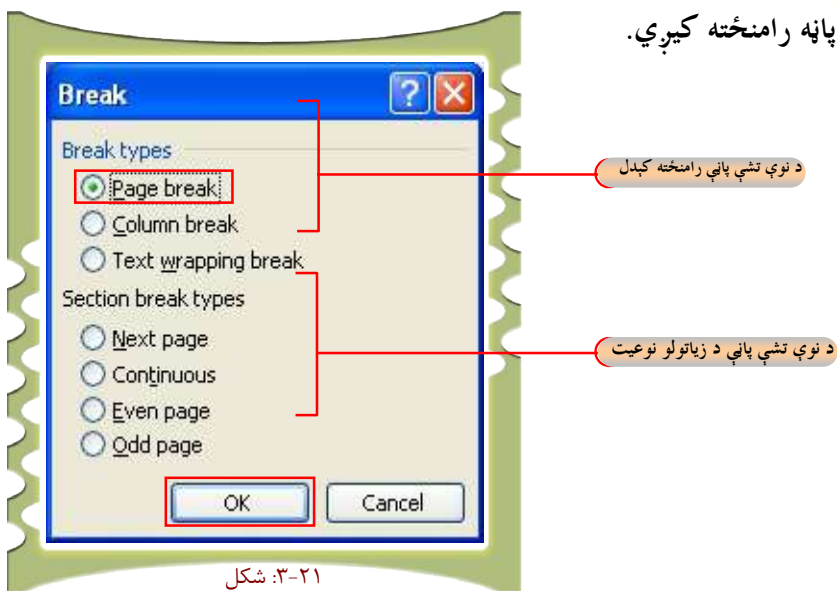 پاڼه رامنځته کيږي.
Break
Break types
Page break
Column break
Text wrapping break
Section break types
Next page
Continuous
Even page
Odd page
OK Cancel
د نوې تشې پاڼې رامنځته کېدل
د نوې تشې پاڼې د زياتولو نوعيت
۳-۲۱: شکل